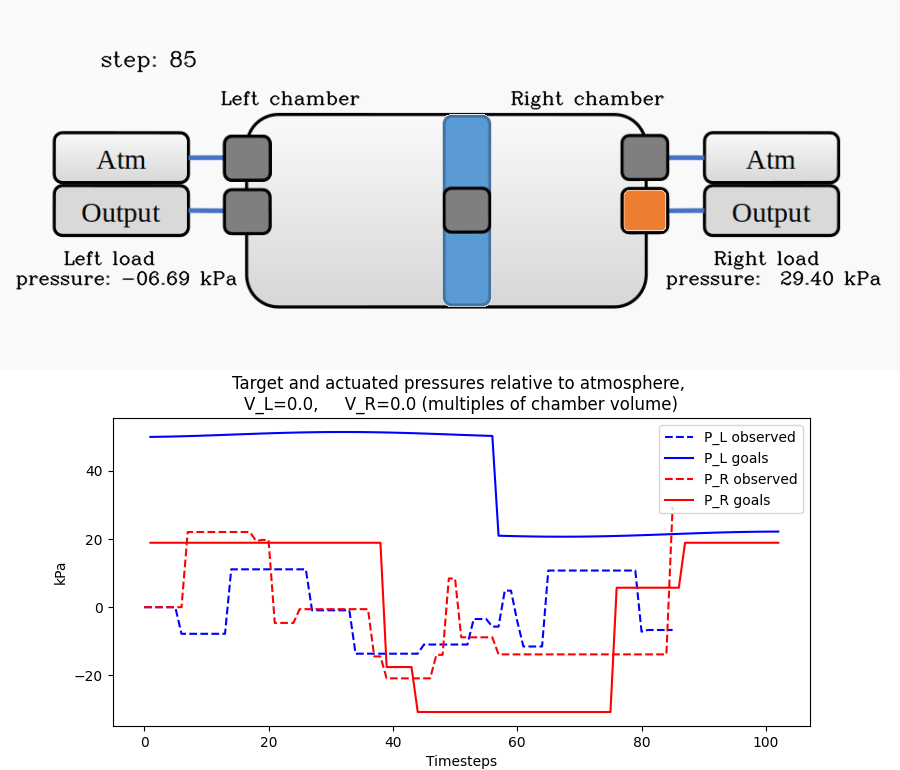 step: 85
Left chamber
Right chamber
Atm
Atm
Output
Output
Left load
pressure: -06.69 kPa
Right load
pressure:  29.40 kPa
Target and actuated pressures relative to atmosphere,
V_L=0.0,     V_R=0.0 (multiples of chamber volume)
P_L observed
P_L goals
P_R observed
P_R goals
kPa
40
20
0
−20
0
20
40
60
80
100
Timesteps